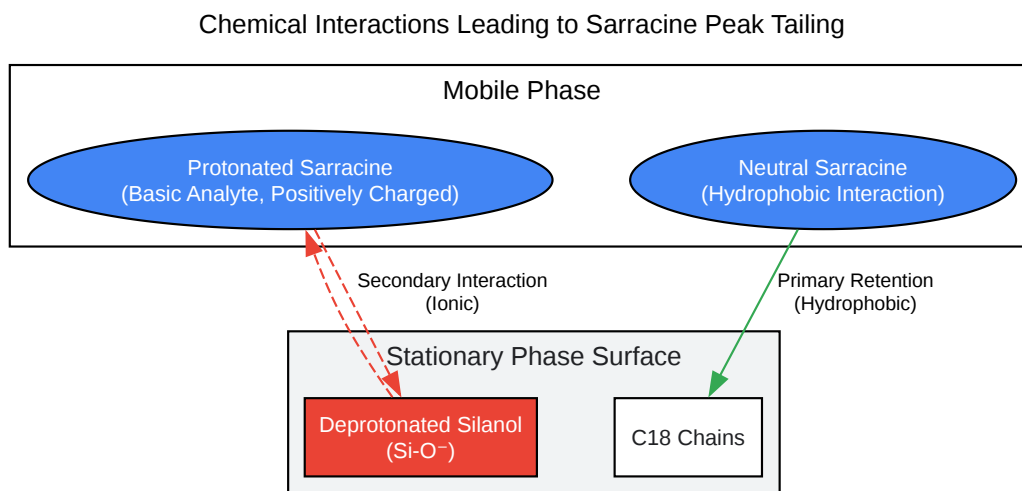 Chemical Interactions Leading to Sarracine Peak Tailing
Mobile Phase
Protonated Sarracine
(Basic Analyte, Positively Charged)
Neutral Sarracine
(Hydrophobic Interaction)
Secondary Interaction
(Ionic)
Primary Retention
(Hydrophobic)
Stationary Phase Surface
Deprotonated Silanol
(Si-O⁻)
C18 Chains